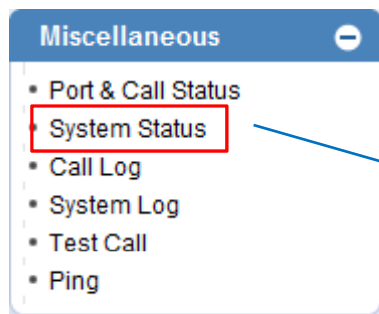 Miscellaneous
Port & Call Status
System Status
Call Log
System Log
Test Call
Ping